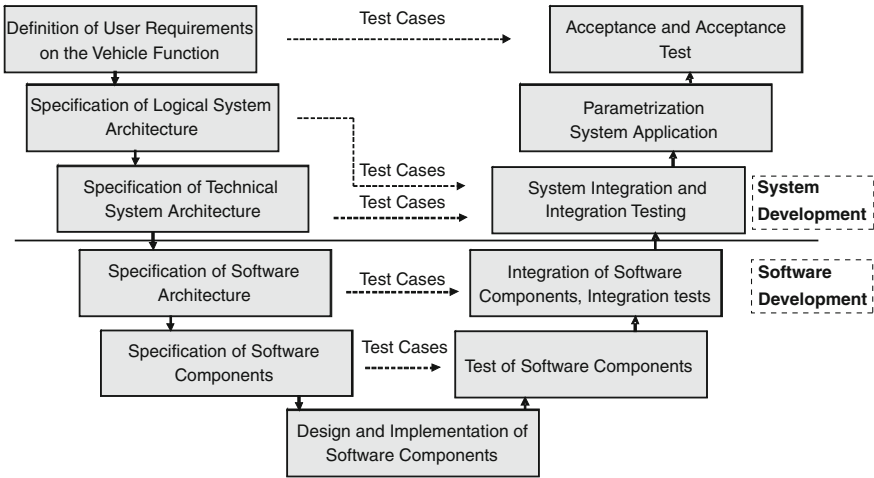 Definition of User Requirements
on the Vehicle Function
Test Cases
Acceptance and Acceptance
Test
Specification of Logical System
Architecture
Parametrization
System Application
Test Cases
Specification of Technical
System Architecture
Test Cases
System Integration and
Integration Testing
System
Development
Specification of Software
Architecture
Test Cases
Integration of Software
Components, Integration tests
Software
Development
Specification of Software
Components
Test Cases
Test of Software Components
Design and Implementation of
Software Components